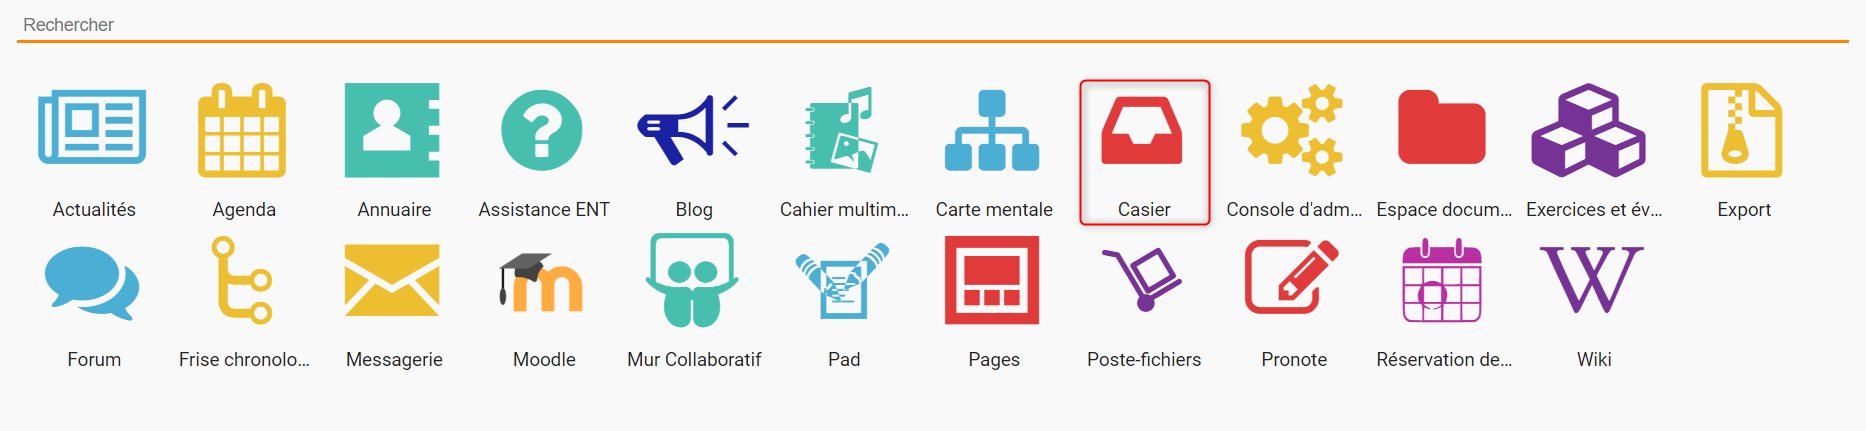 Rechercher
Actualités Agenda Annuaire Assistance ENT Blog Cahier multim... Carte mentale Casier Console d'adm... Espace docum... Exercices et év... Export
Forum Frise chronolo... Messagerie Moodle Mur Collaboratif Pad Pages Poste-fichiers Pronote Réservation de... Wiki